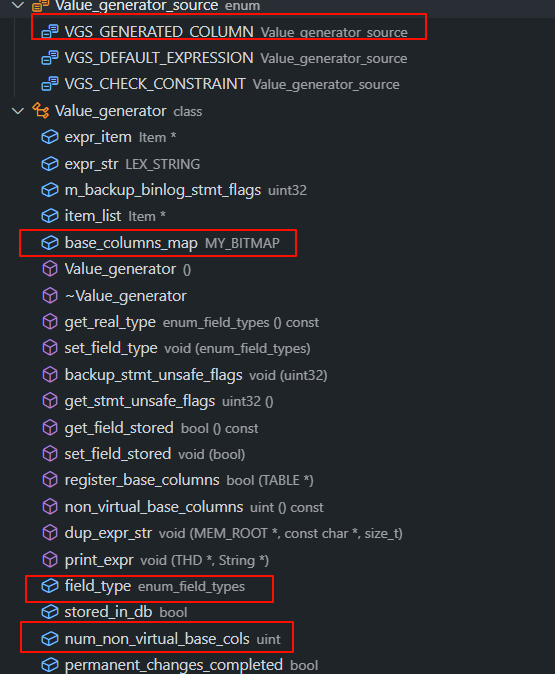 Value_generator_source enum
VGS_GENERATED_COLUMN Value_generator_source
VGS_DEFAULT_EXPRESSION Value_generator_source
VGS_CHECK_CONSTRAINT Value_generator_source
Value_generator class
expr_item Item *
expr_str LEX_STRING
m_backup_binlog_stmt_flags uint32
item_list Item *
base_columns_map MY_BITMAP
Value_generator ()
~Value_generator
get_real_type enum_field_types () const
set_field_type void (enum_field_types)
backup_stmt_unsafe_flags void (uint32)
get_stmt_unsafe_flags uint32 ()
get_field_stored bool () const
set_field_stored void (bool)
register_base_columns bool (TABLE *)
non_virtual_base_columns uint () const
dup_expr_str void (MEM_ROOT *, const char *, size_t)
print_expr void (THD *, String *)
field_type enum_field_types
stored_in_db bool
num_non_virtual_base_cols uint
permanent_changes_completed bool